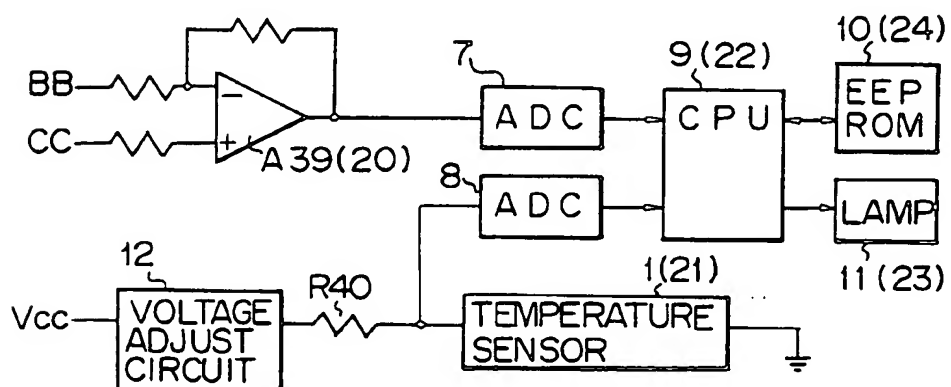 BB
CC
-
+
A39(20)
7
ADC
8
ADC
9(22)
CPU
10(24)
EEP
ROM
LAMP
11(23)
12
Vcc
VOLTAGE
ADJUST
CIRCUIT
R40
1(21)
TEMPERATURE
SENSOR